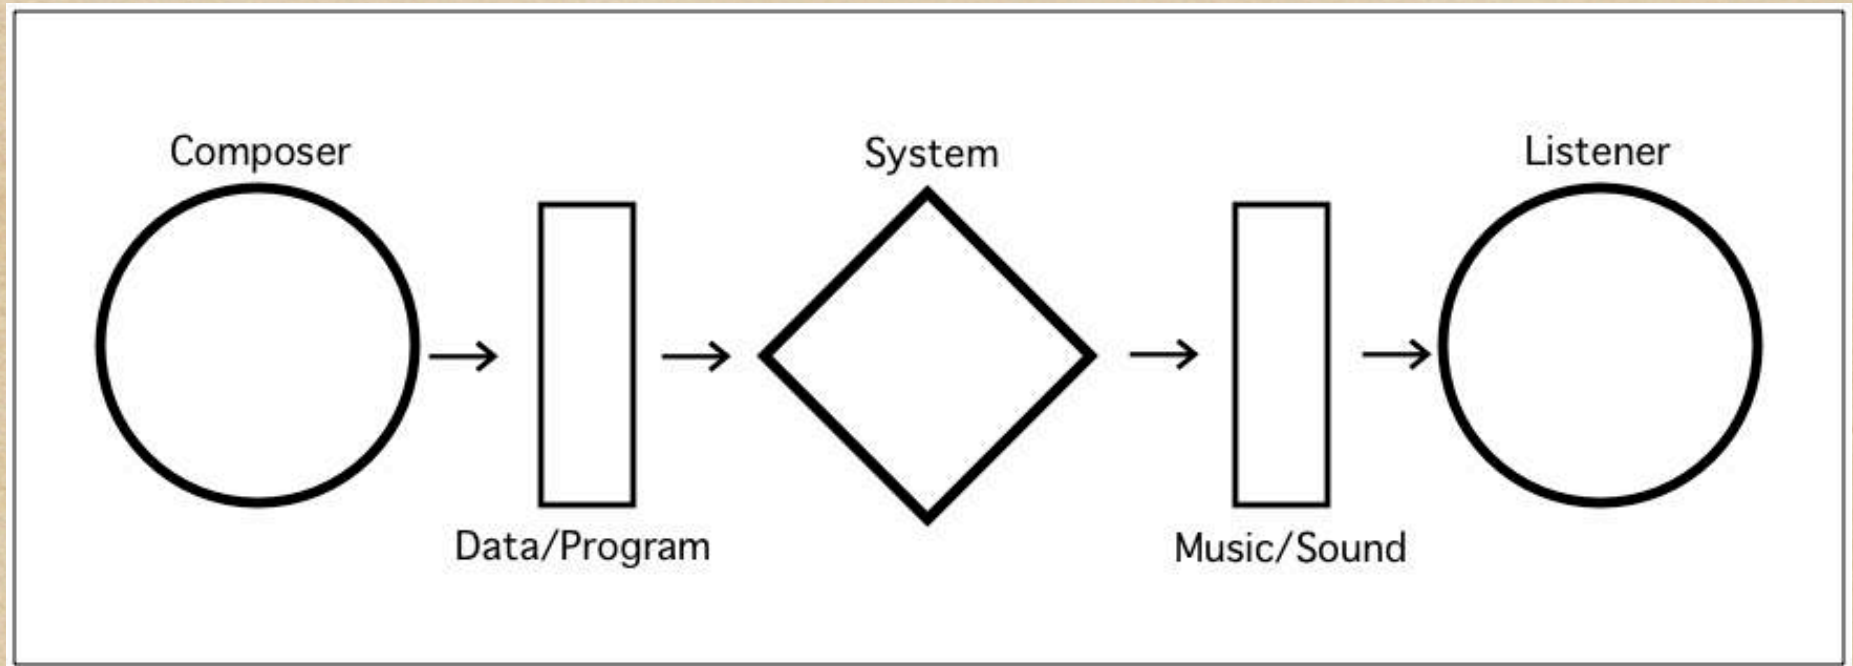 Composer
System
Listener
Data/Program
Music/Sound